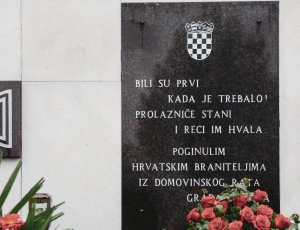 BILI SU PRVI
KADA JE TREBALO!
PROLAZNIČE STANI
I RECI IM HVALA
POGINULIM
HRVATSKIM BRANITELJIMA
IZ DOMOVINSKOG RATA